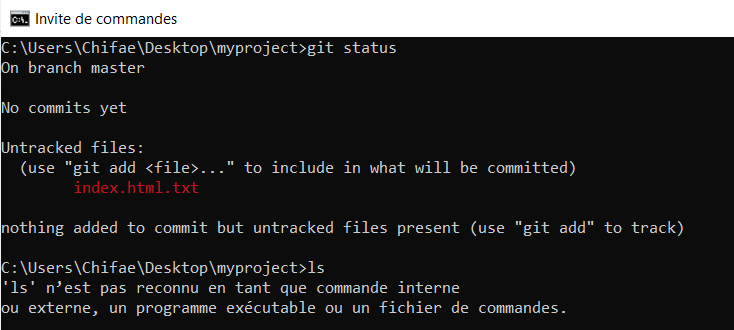 Invite de commandes
C:\Users\Chifae\Desktop\myproject>git status
On branch master
No commits yet
Untracked files:
  (use "git add <file>..." to include in what will be committed)
        index.html.txt
nothing added to commit but untracked files present (use "git add" to track)
C:\Users\Chifae\Desktop\myproject>ls
'ls' n’est pas reconnu en tant que commande interne
ou externe, un programme exécutable ou un fichier de commandes.